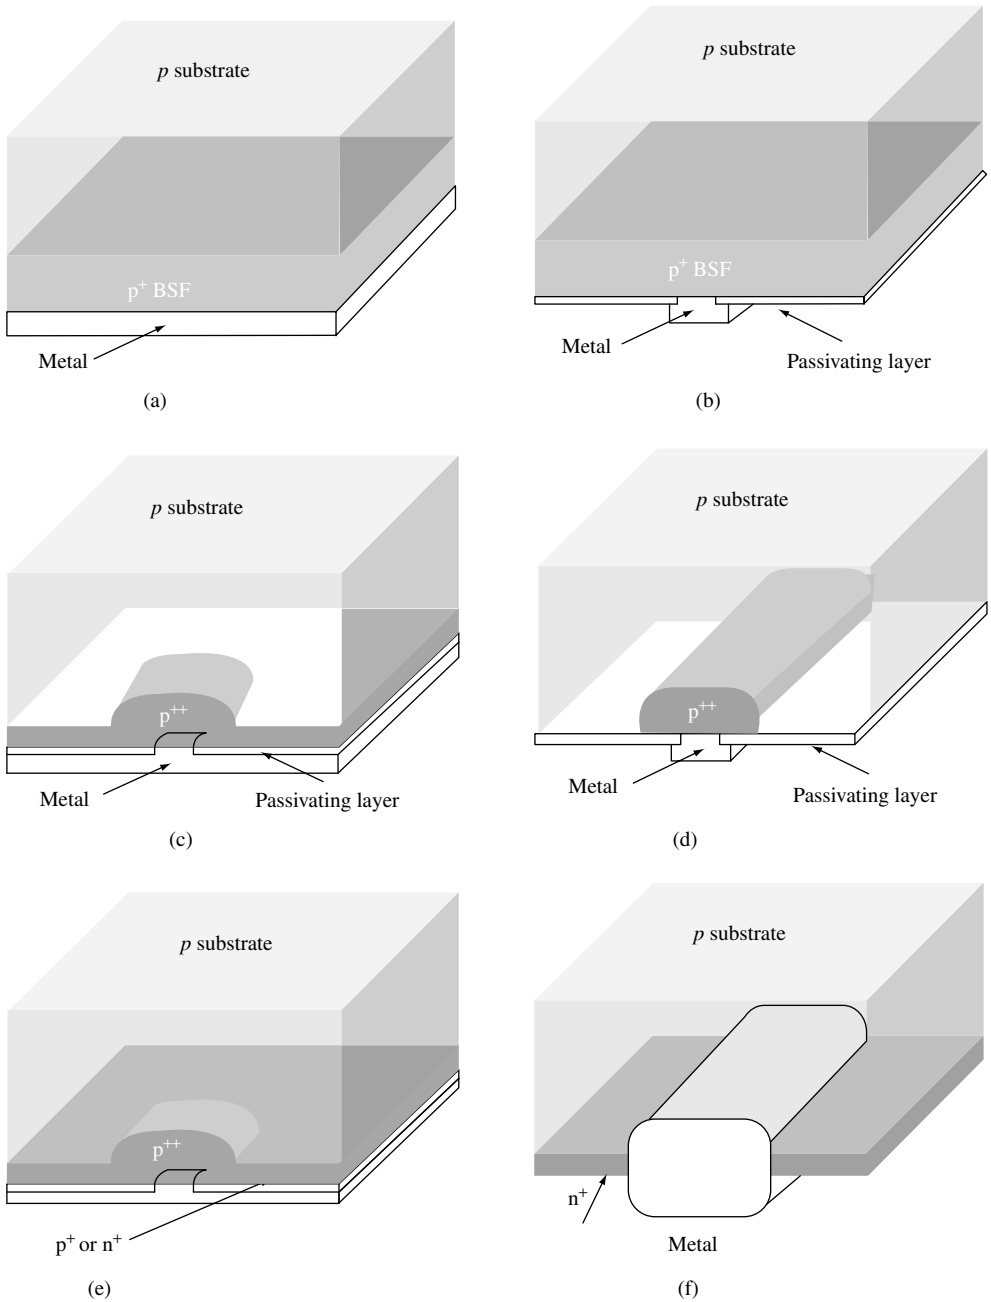 p substrate
p+ BSF
Metal
(a)
p substrate
p+ BSF
Metal
Passivating layer
(b)
p substrate
p++
Metal
Passivating layer
(c)
p substrate
p++
Metal
Passivating layer
(d)
p substrate
p++
p+ or n+
(e)
p substrate
n+
Metal
(f)